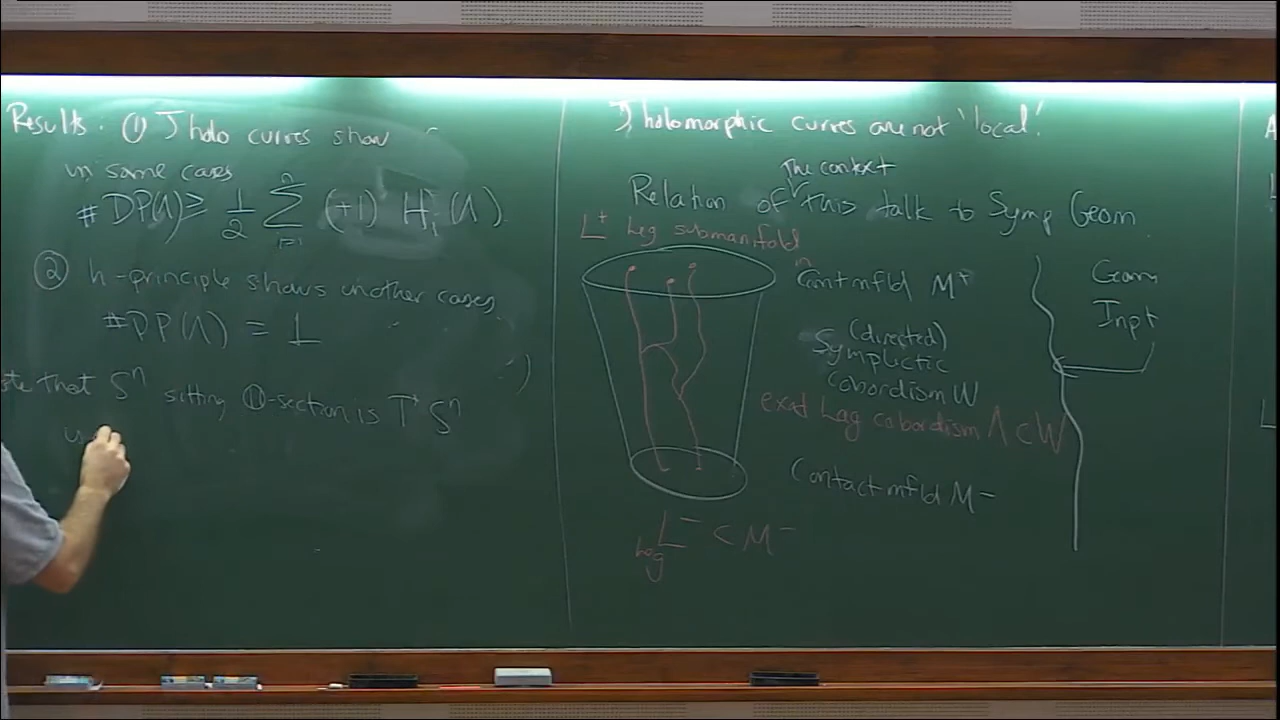 Results. ① J holo curves show
in some cases
# DP(Λ) ≥ 1/2 Σ (+1) H_i(Λ).
② h-principle shows in other cases
#DP(Λ) = 1
that S^n sitting 0-section is T* S^n
J, holomorphic curves are not 'local'.
The context
Relation of this talk to Symp Geom.
L^+ Leg submanifold
in
Cont mfld M^+
(directed)
Symplectic
Cobordism W
exact Lag cobordism Λ ⊂ W
Contact mfld M^-
Leg L^- ⊂ M^-
Geom
Inpt